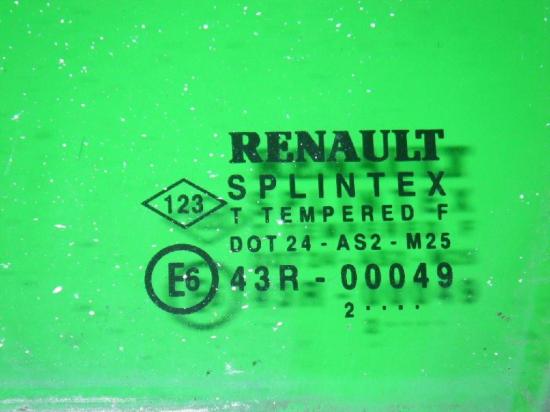 RENAULT
SPLINTEX
123
T TEMPERED F
DOT 24 - AS2 - M25
E6 43R - 00049
2 ····